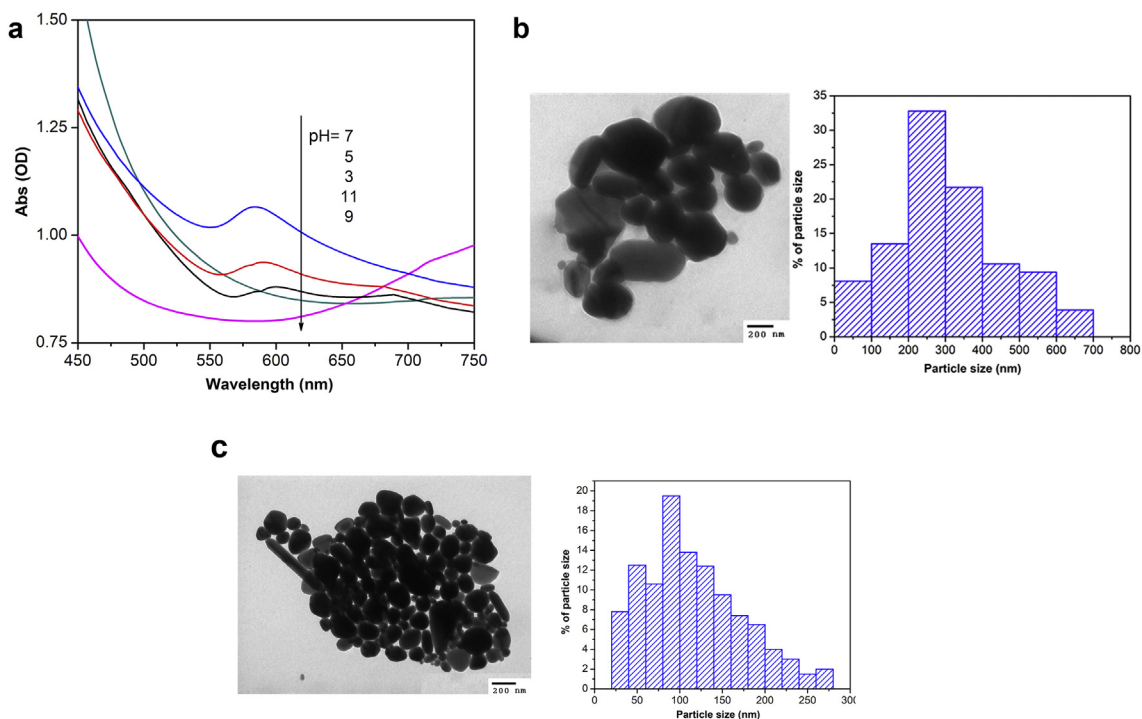 a
1.50
1.25
1.00
0.75
Abs (OD)
pH= 7
5
3
11
9
450 500 550 600 650 700 750
Wavelength (nm)
b
200 nm
35
30
25
20
15
10
5
0
% of particle size
0 100 200 300 400 500 600 700 800
Particle size (nm)
c
200 nm
20
18
16
14
12
10
8
6
4
2
0
% of particle size
0 50 100 150 200 250 300
Particle size (nm)